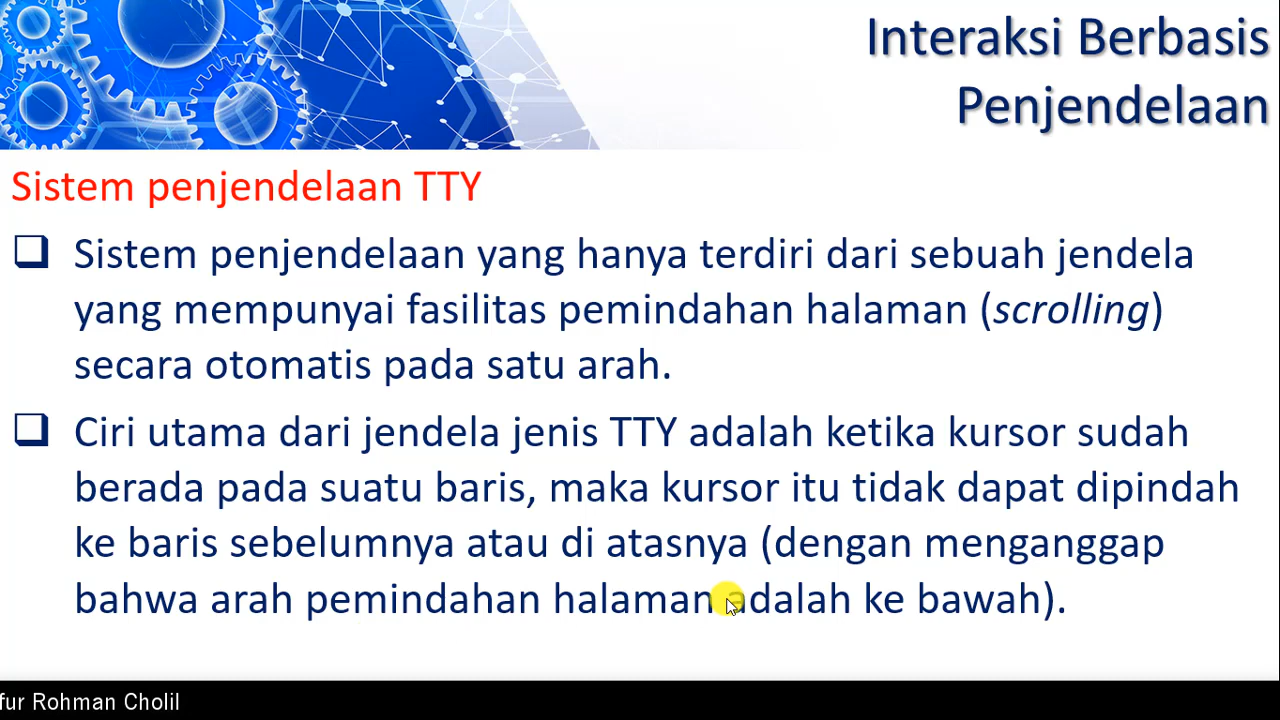 Interaksi Berbasis
Penjendelaan
Sistem penjendelaan TTY
Sistem penjendelaan yang hanya terdiri dari sebuah jendela
yang mempunyai fasilitas pemindahan halaman (scrolling)
secara otomatis pada satu arah.
Ciri utama dari jendela jenis TTY adalah ketika kursor sudah
berada pada suatu baris, maka kursor itu tidak dapat dipindah
ke baris sebelumnya atau di atasnya (dengan menganggap
bahwa arah pemindahan halaman adalah ke bawah).
fur Rohman Cholil